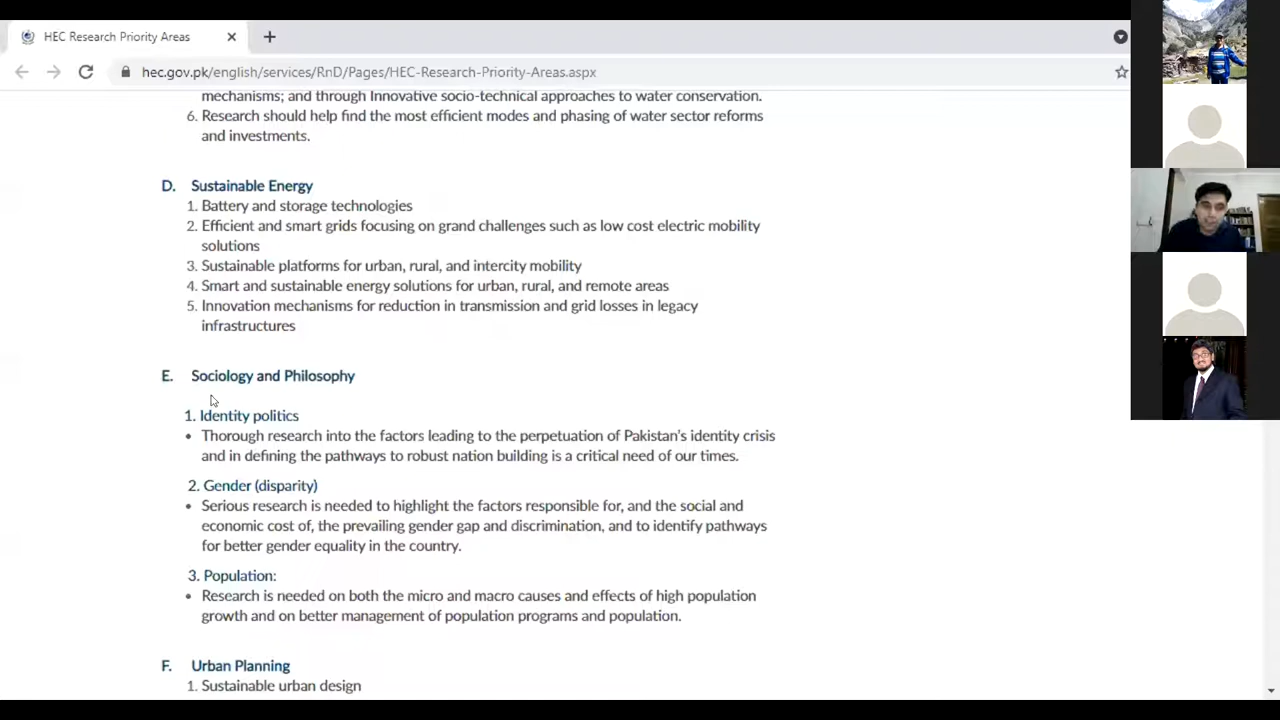 HEC Research Priority Areas
hec.gov.pk/english/services/RnD/Pages/HEC-Research-Priority-Areas.aspx
mechanisms; and through Innovative socio-technical approaches to water conservation.
6. Research should help find the most efficient modes and phasing of water sector reforms
and investments.
D. Sustainable Energy
1. Battery and storage technologies
2. Efficient and smart grids focusing on grand challenges such as low cost electric mobility
solutions
3. Sustainable platforms for urban, rural, and intercity mobility
4. Smart and sustainable energy solutions for urban, rural, and remote areas
5. Innovation mechanisms for reduction in transmission and grid losses in legacy
infrastructures
E. Sociology and Philosophy
1. Identity politics
• Thorough research into the factors leading to the perpetuation of Pakistan's identity crisis
and in defining the pathways to robust nation building is a critical need of our times.
2. Gender (disparity)
• Serious research is needed to highlight the factors responsible for, and the social and
economic cost of, the prevailing gender gap and discrimination, and to identify pathways
for better gender equality in the country.
3. Population:
• Research is needed on both the micro and macro causes and effects of high population
growth and on better management of population programs and population.
F. Urban Planning
1. Sustainable urban design